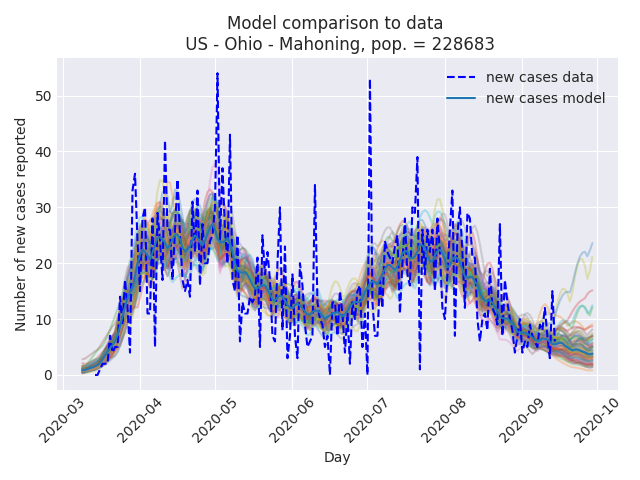 Model comparison to data
US - Ohio - Mahoning, pop. = 228683
new cases data
new cases model
Number of new cases reported
50
40
30
20
10
0
2020-03
2020-04
2020-05
2020-06
2020-07
2020-08
2020-09
2020-10
Day